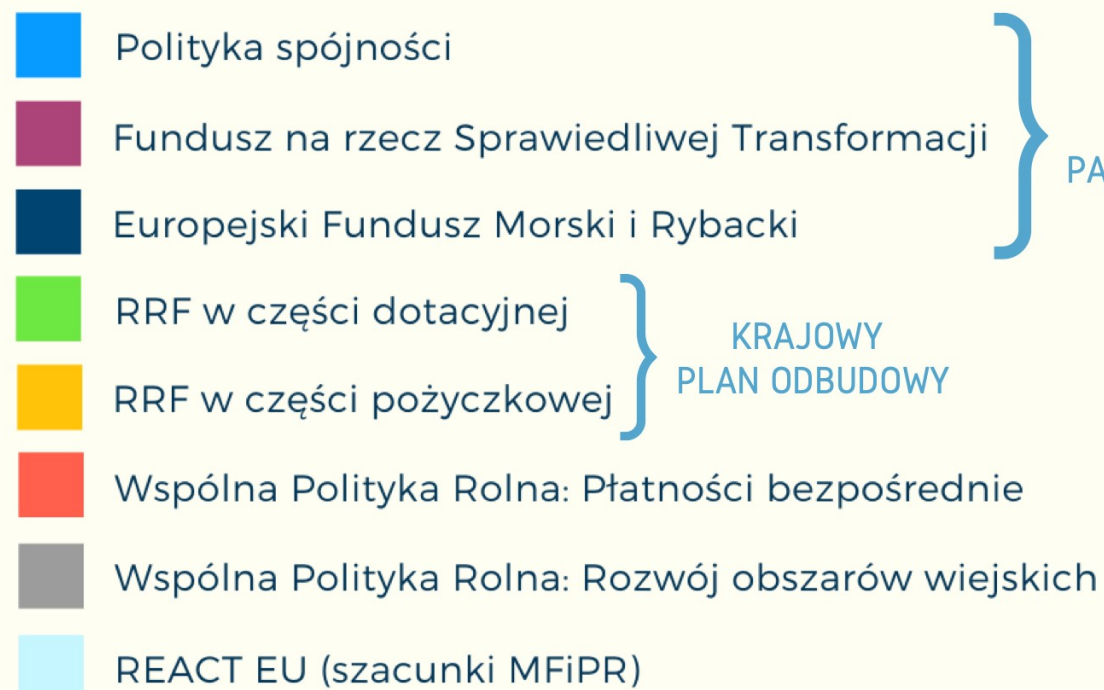 Polityka spójności
Fundusz na rzecz Sprawiedliwej Transformacji
Europejski Fundusz Morski i Rybacki
RRF w części dotacyjnej
KRAJOWY
PLAN ODBUDOWY
RRF w części pożyczkowej
Wspólna Polityka Rolna: Płatności bezpośrednie
Wspólna Polityka Rolna: Rozwój obszarów wiejskich
REACT EU (szacunki MFiPR)